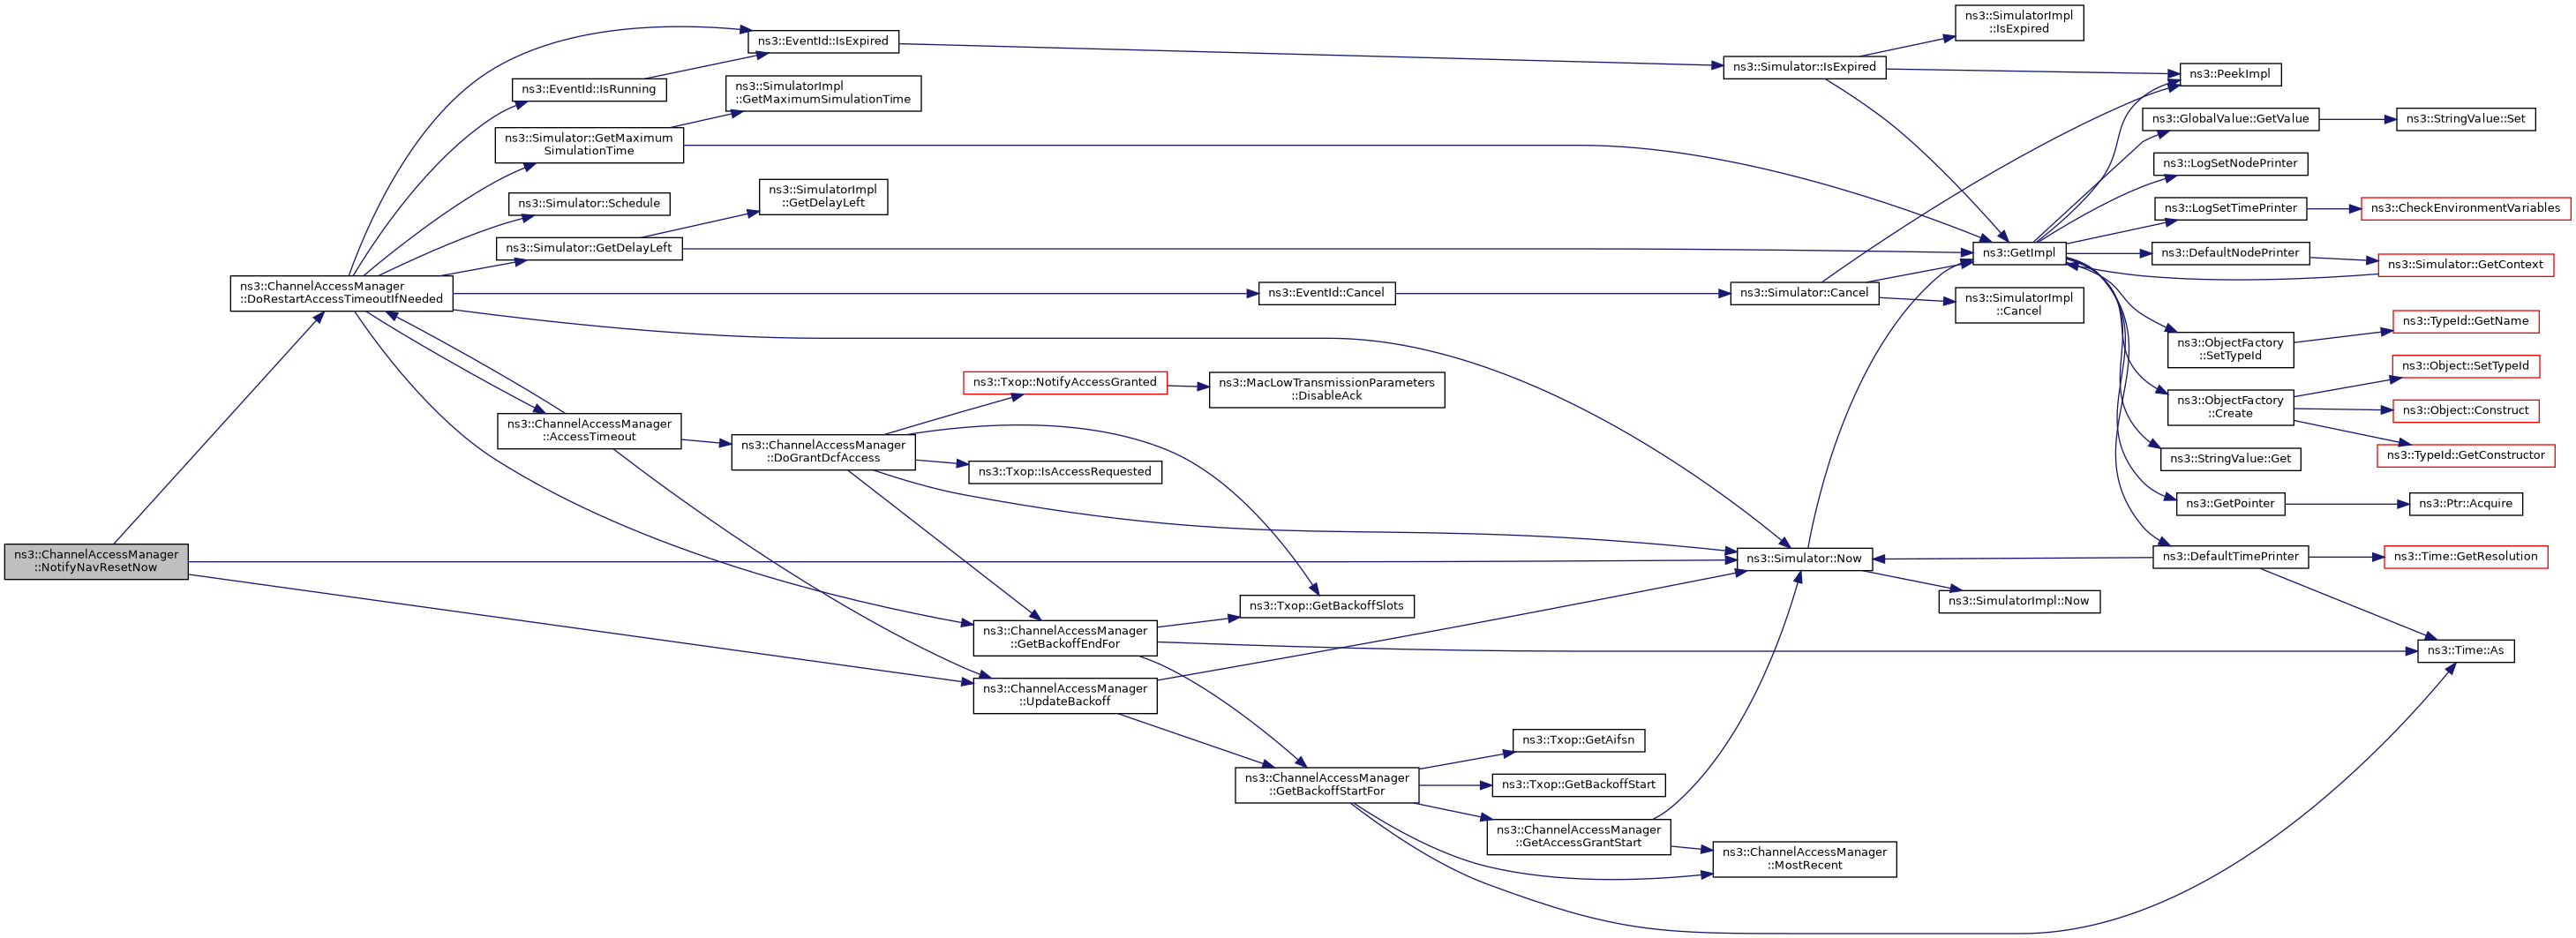 ns3::ChannelAccessManager
::NotifyNavResetNow
ns3::ChannelAccessManager
::DoRestartAccessTimeoutIfNeeded
ns3::EventId::IsExpired
ns3::EventId::IsRunning
ns3::SimulatorImpl
::GetMaximumSimulationTime
ns3::Simulator::GetMaximum
SimulationTime
ns3::SimulatorImpl
::GetDelayLeft
ns3::Simulator::Schedule
ns3::Simulator::GetDelayLeft
ns3::EventId::Cancel
ns3::ChannelAccessManager
::AccessTimeout
ns3::ChannelAccessManager
::DoGrantDcfAccess
ns3::Txop::NotifyAccessGranted
ns3::MacLowTransmissionParameters
::DisableAck
ns3::Txop::IsAccessRequested
ns3::Txop::GetBackoffSlots
ns3::ChannelAccessManager
::GetBackoffEndFor
ns3::ChannelAccessManager
::UpdateBackoff
ns3::ChannelAccessManager
::GetBackoffStartFor
ns3::Txop::GetAifsn
ns3::Txop::GetBackoffStart
ns3::ChannelAccessManager
::GetAccessGrantStart
ns3::ChannelAccessManager
::MostRecent
ns3::Simulator::IsExpired
ns3::SimulatorImpl
::IsExpired
ns3::Simulator::Cancel
ns3::SimulatorImpl
::Cancel
ns3::Simulator::Now
ns3::SimulatorImpl::Now
ns3::GetImpl
ns3::PeekImpl
ns3::GlobalValue::GetValue
ns3::StringValue::Set
ns3::LogSetNodePrinter
ns3::LogSetTimePrinter
ns3::CheckEnvironmentVariables
ns3::DefaultNodePrinter
ns3::Simulator::GetContext
ns3::ObjectFactory
::SetTypeId
ns3::TypeId::GetName
ns3::ObjectFactory
::Create
ns3::Object::SetTypeId
ns3::Object::Construct
ns3::TypeId::GetConstructor
ns3::StringValue::Get
ns3::GetPointer
ns3::Ptr::Acquire
ns3::DefaultTimePrinter
ns3::Time::GetResolution
ns3::Time::As